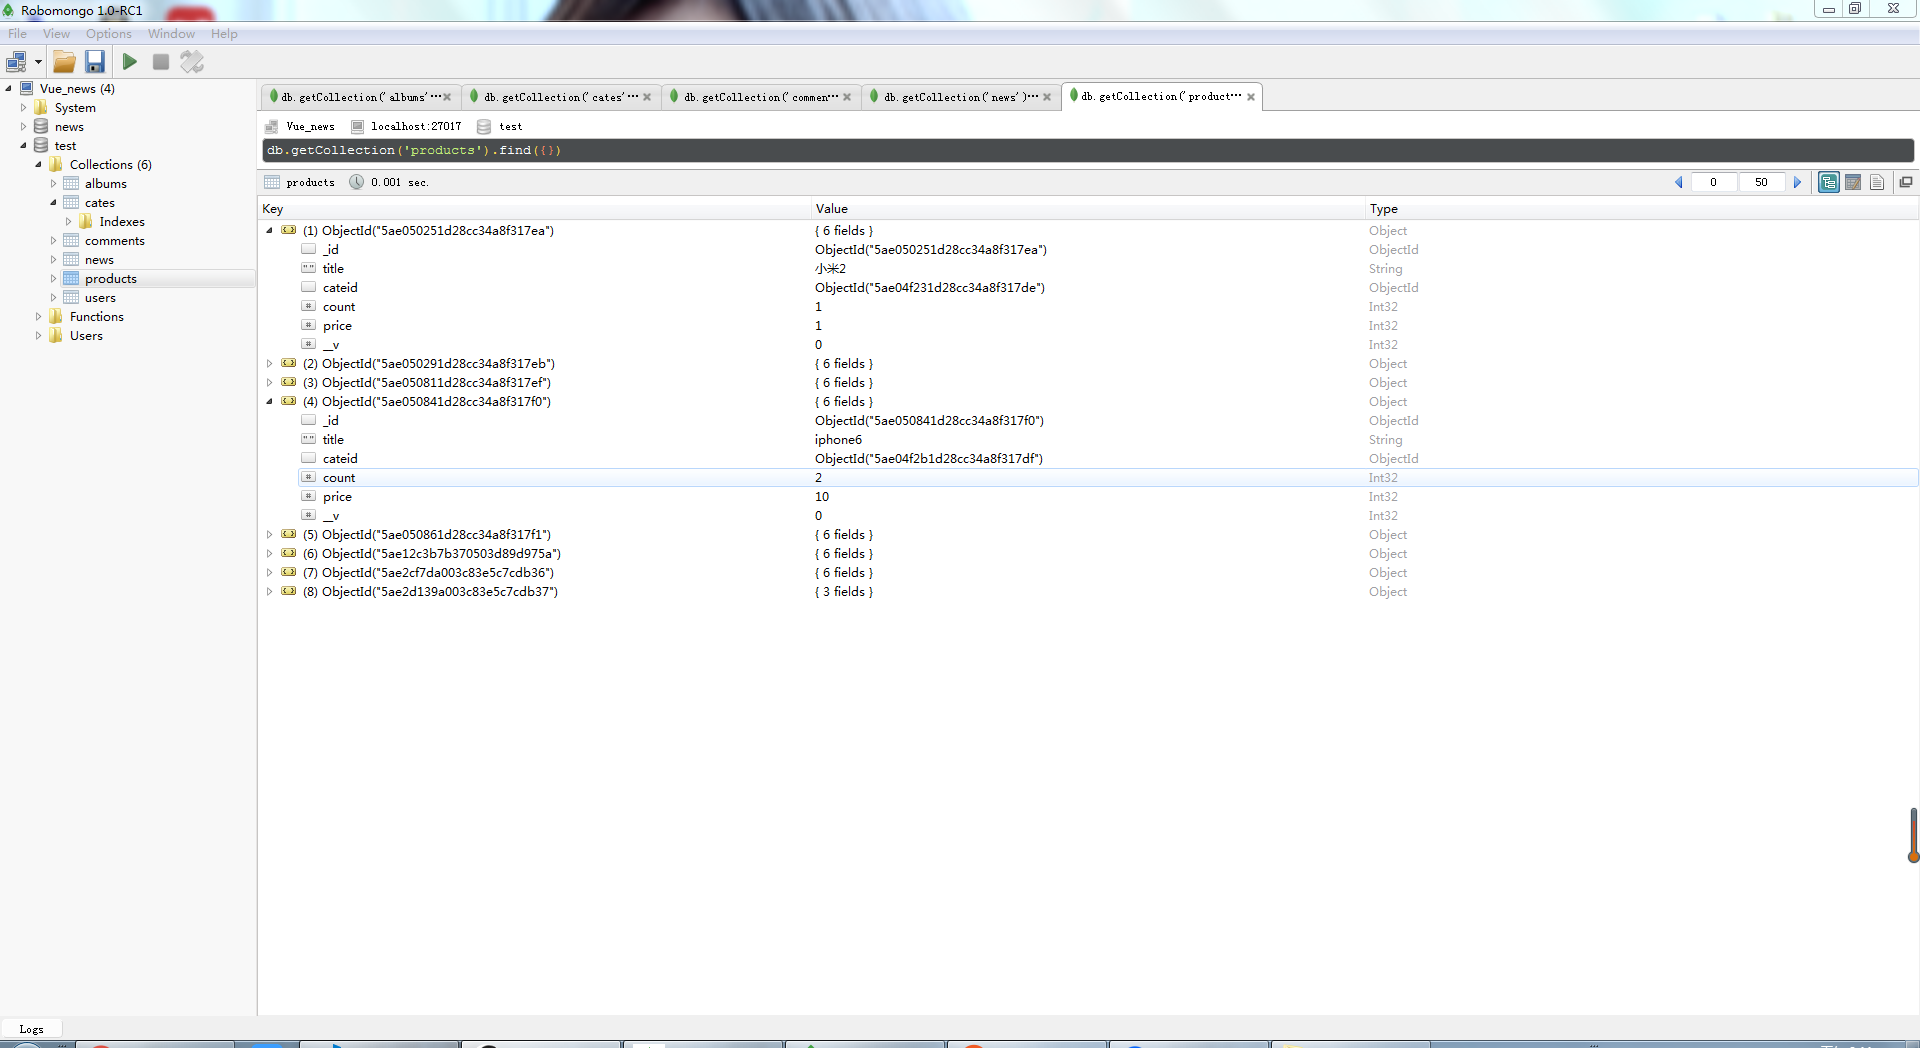 Robomongo 1.0-RC1
File View Options Window Help
Vue_news (4)
System
news
test
Collections (6)
albums
cates
Indexes
comments
news
products
users
Functions
Users
db.getCollection('albums'··· db.getCollection('cates'··· db.getCollection('commen··· db.getCollection('news')··· db.getCollection('product···
Vue_news localhost:27017 test
db.getCollection('products').find({})
products 0.001 sec. 0 50
Key Value Type
(1) ObjectId("5ae050251d28cc34a8f317ea") { 6 fields } Object
_id ObjectId("5ae050251d28cc34a8f317ea") ObjectId
title 小米2 String
cateid ObjectId("5ae04f231d28cc34a8f317de") ObjectId
count 1 Int32
price 1 Int32
__v 0 Int32
(2) ObjectId("5ae050291d28cc34a8f317eb") { 6 fields } Object
(3) ObjectId("5ae050811d28cc34a8f317ef") { 6 fields } Object
(4) ObjectId("5ae050841d28cc34a8f317f0") { 6 fields } Object
_id ObjectId("5ae050841d28cc34a8f317f0") ObjectId
title iphone6 String
cateid ObjectId("5ae04f2b1d28cc34a8f317df") ObjectId
count 2 Int32
price 10 Int32
__v 0 Int32
(5) ObjectId("5ae050861d28cc34a8f317f1") { 6 fields } Object
(6) ObjectId("5ae12c3b7b370503d89d975a") { 6 fields } Object
(7) ObjectId("5ae2cf7da003c83e5c7cdb36") { 6 fields } Object
(8) ObjectId("5ae2d139a003c83e5c7cdb37") { 3 fields } Object
Logs